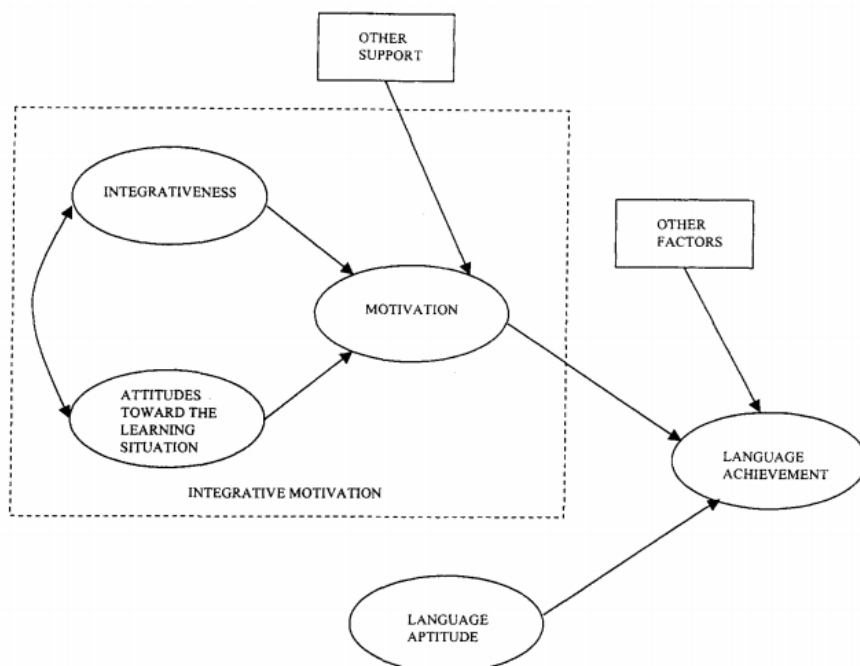 OTHER
SUPPORT
INTEGRATIVENESS
OTHER
FACTORS
MOTIVATION
ATTITUDES
TOWARD THE
LEARNING
SITUATION
LANGUAGE
ACHIEVEMENT
INTEGRATIVE MOTIVATION
LANGUAGE
APTITUDE